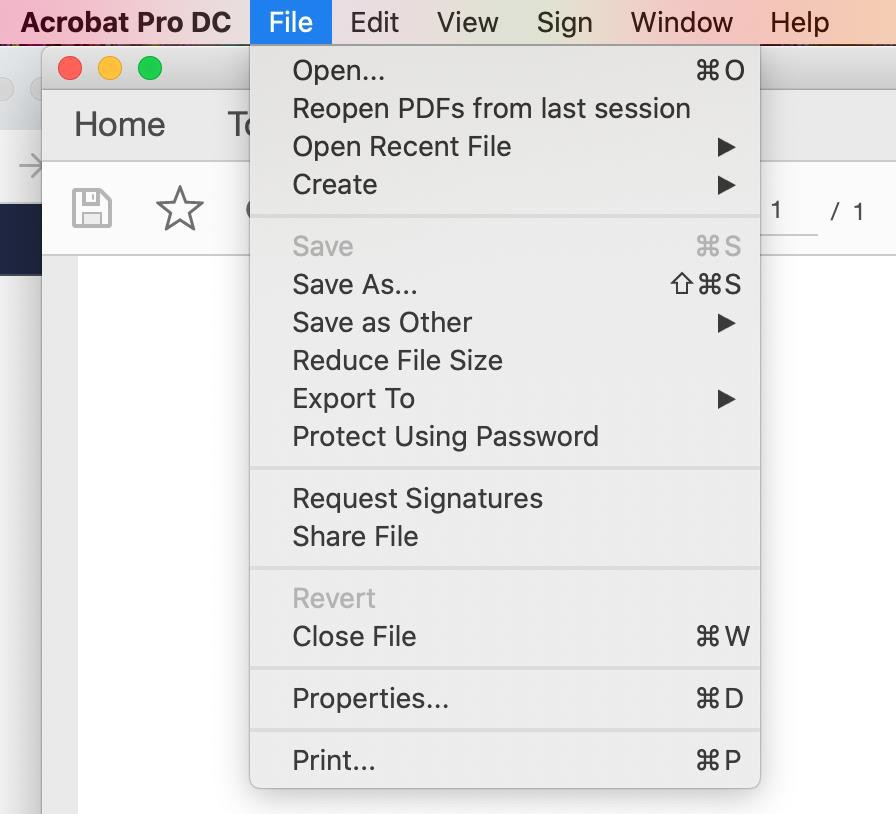 Acrobat Pro DC File Edit View Sign Window Help
Home
Open... ⌘O
Reopen PDFs from last session
Open Recent File ▶
Create ▶
1 / 1
Save ⌘S
Save As... ⇧⌘S
Save as Other ▶
Reduce File Size
Export To ▶
Protect Using Password
Request Signatures
Share File
Revert
Close File ⌘W
Properties... ⌘D
Print... ⌘P